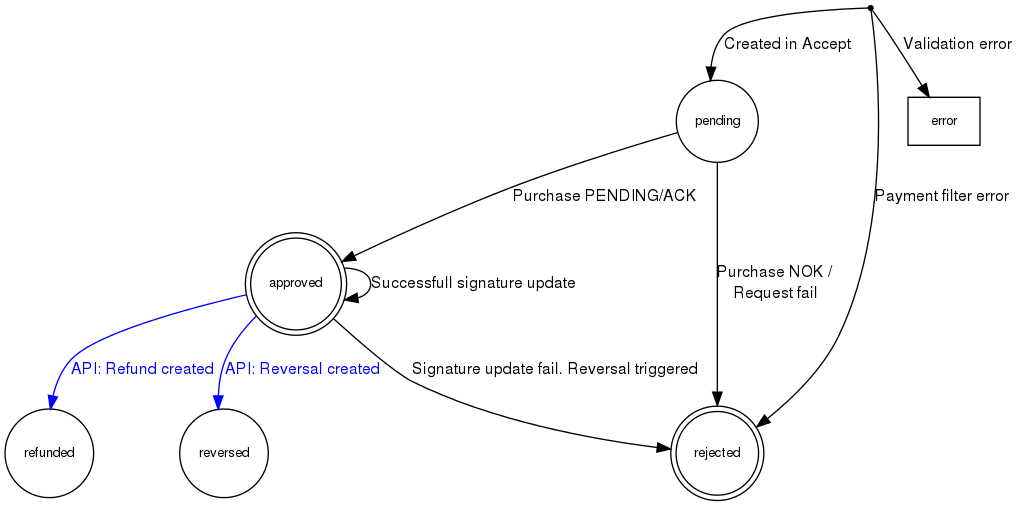 Created in Accept
Validation error
pending
error
Purchase PENDING/ACK
Payment filter error
approved
Successfull signature update
Purchase NOK /
Request fail
API: Refund created
API: Reversal created
Signature update fail. Reversal triggered
refunded
reversed
rejected